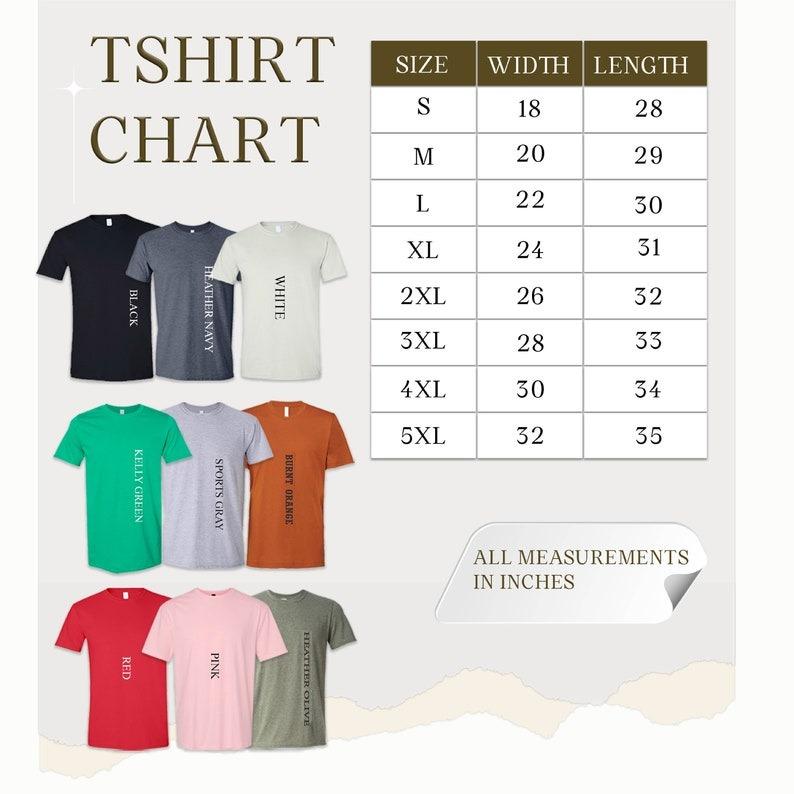 TSHIRT
CHART
SIZE WIDTH LENGTH
S 18 28
M 20 29
L 22 30
XL 24 31
2XL 26 32
3XL 28 33
4XL 30 34
5XL 32 35
BLACK
HEATHER NAVY
WHITE
KELLY GREEN
SPORTS GRAY
BURNT ORANGE
ALL MEASUREMENTS
IN INCHES
RED
PINK
HEATHER OLIVE